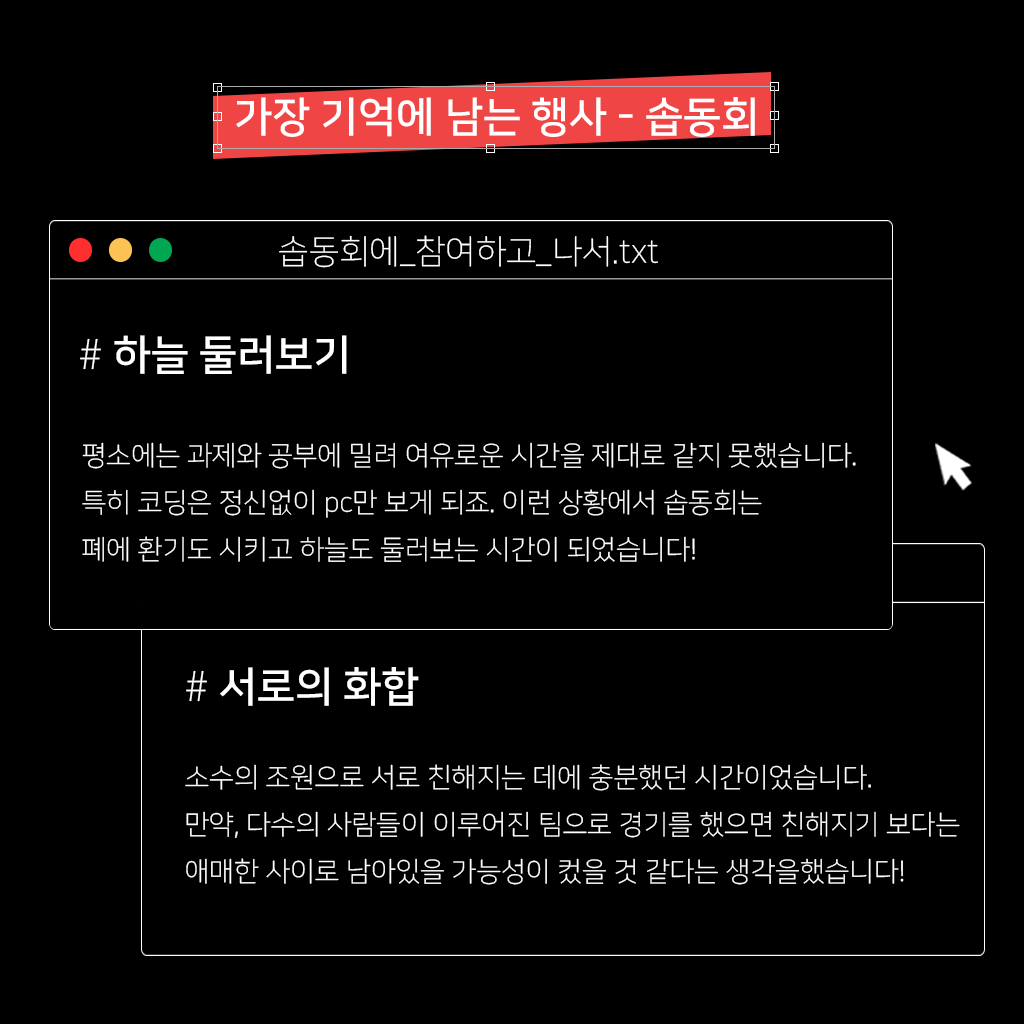 가장 기억에 남는 행사 - 솝동회
솝동회에_참여하고_나서.txt
# 하늘 둘러보기
평소에는 과제와 공부에 밀려 여유로운 시간을 제대로 갖지 못했습니다.
특히 코딩은 정신없이 pc만 보게 되죠. 이런 상황에서 솝동회는
폐에 환기도 시키고 하늘도 둘러보는 시간이 되었습니다!
# 서로의 화합
소수의 조원으로 서로 친해지는 데에 충분했던 시간이었습니다.
만약, 다수의 사람들이 이루어진 팀으로 경기를 했으면 친해지기 보다는
애매한 사이로 남아있을 가능성이 컸을 것 같다는 생각을했습니다!